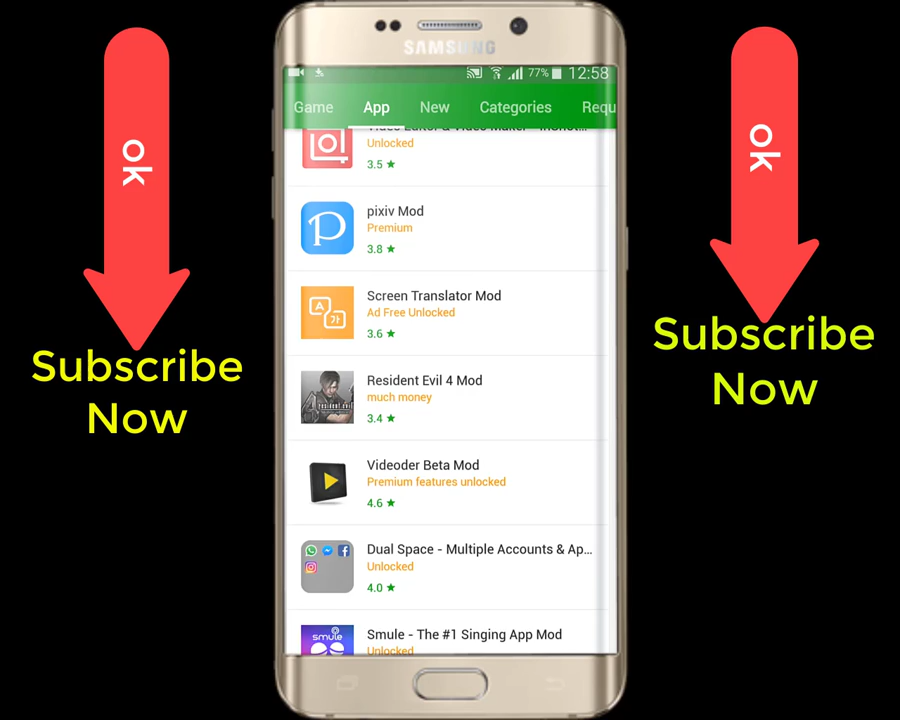 SAMSUNG
77% 12:58
Game App New Categories Requ
Unlocked
3.5 ★
pixiv Mod
Premium
3.8 ★
Screen Translator Mod
Ad Free Unlocked
3.6 ★
Resident Evil 4 Mod
much money
3.4 ★
Videoder Beta Mod
Premium features unlocked
4.6 ★
Dual Space - Multiple Accounts & Ap...
Unlocked
4.0 ★
smule
Smule - The #1 Singing App Mod
Unlocked
ok
Subscribe
Now
ok
Subscribe
Now